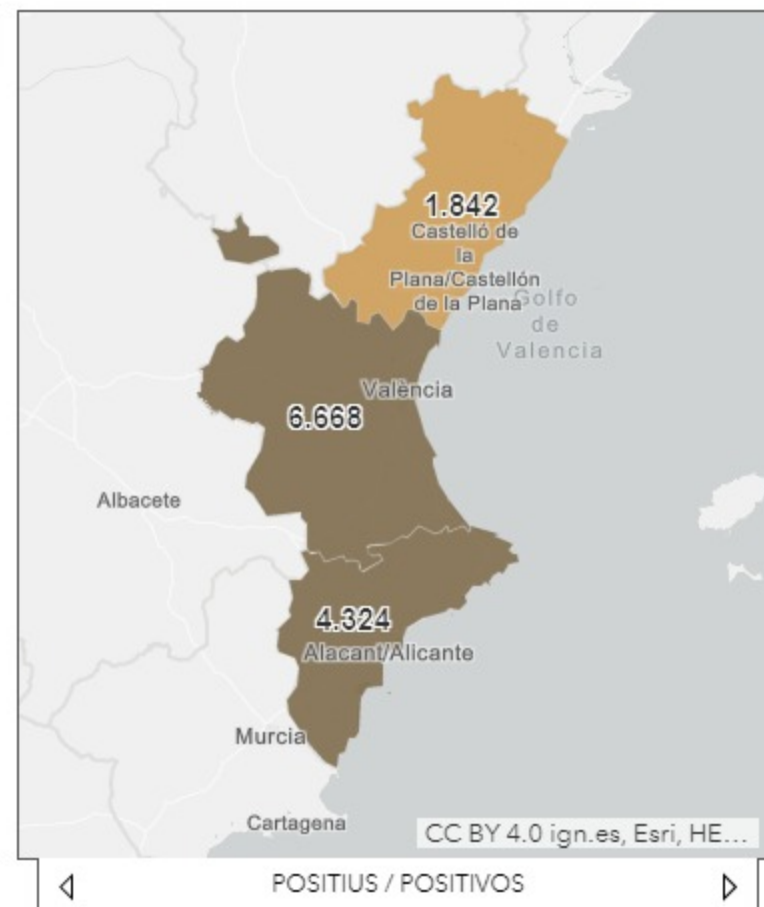 1.842
Castelló de
la
Plana/Castellón
de la Plana
Golfo
de
Valencia
València
6.668
Albacete
4.324
Alacant/Alicante
Murcia
Cartagena
CC BY 4.0 ign.es, Esri, HE...
POSITIUS / POSITIVOS